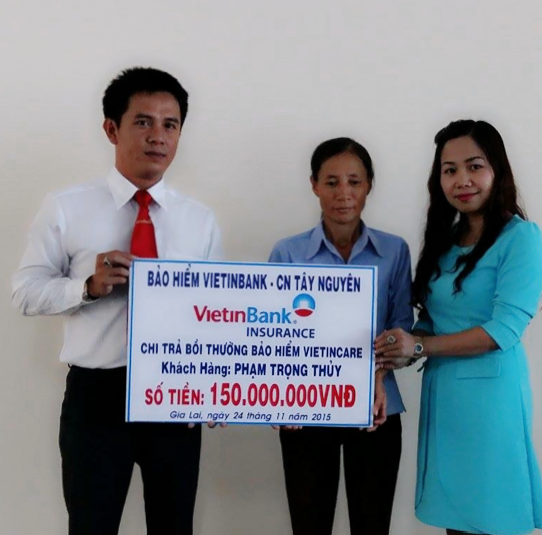 BẢO HIỂM VIETINBANK - CN TÂY NGUYÊN
VietinBank
INSURANCE
CHI TRẢ BỒI THƯỜNG BẢO HIỂM VIETINCARE
Khách Hàng: PHẠM TRỌNG THỦY
SỐ TIỀN: 150.000.000VNĐ
Gia Lai, ngày 24 tháng 11 năm 2015